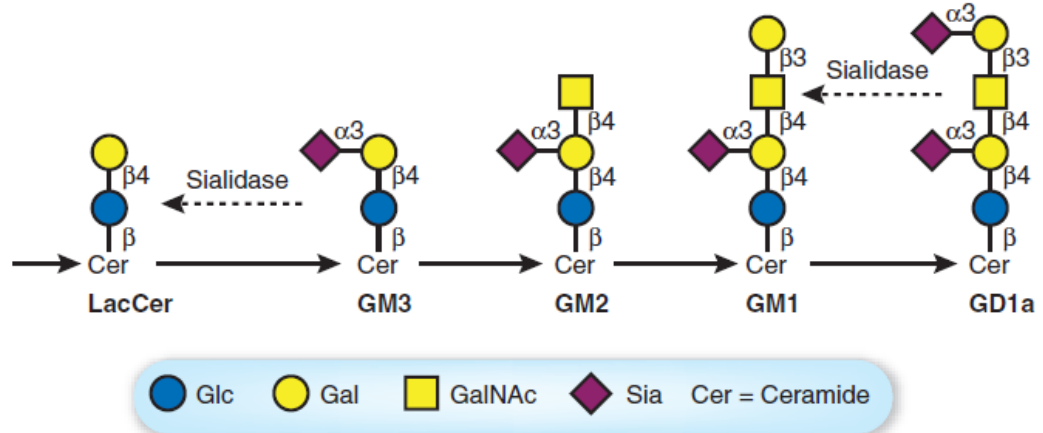 α3
β3
Sialidase
β3
α3
β4
β4
β4
α3
α3
α3
β4
Sialidase
β4
β4
β4
β4
β
β
β
β
β
Cer
Cer
Cer
Cer
Cer
LacCer
GM3
GM2
GM1
GD1a
Glc
Gal
GalNAc
Sia
Cer = Ceramide